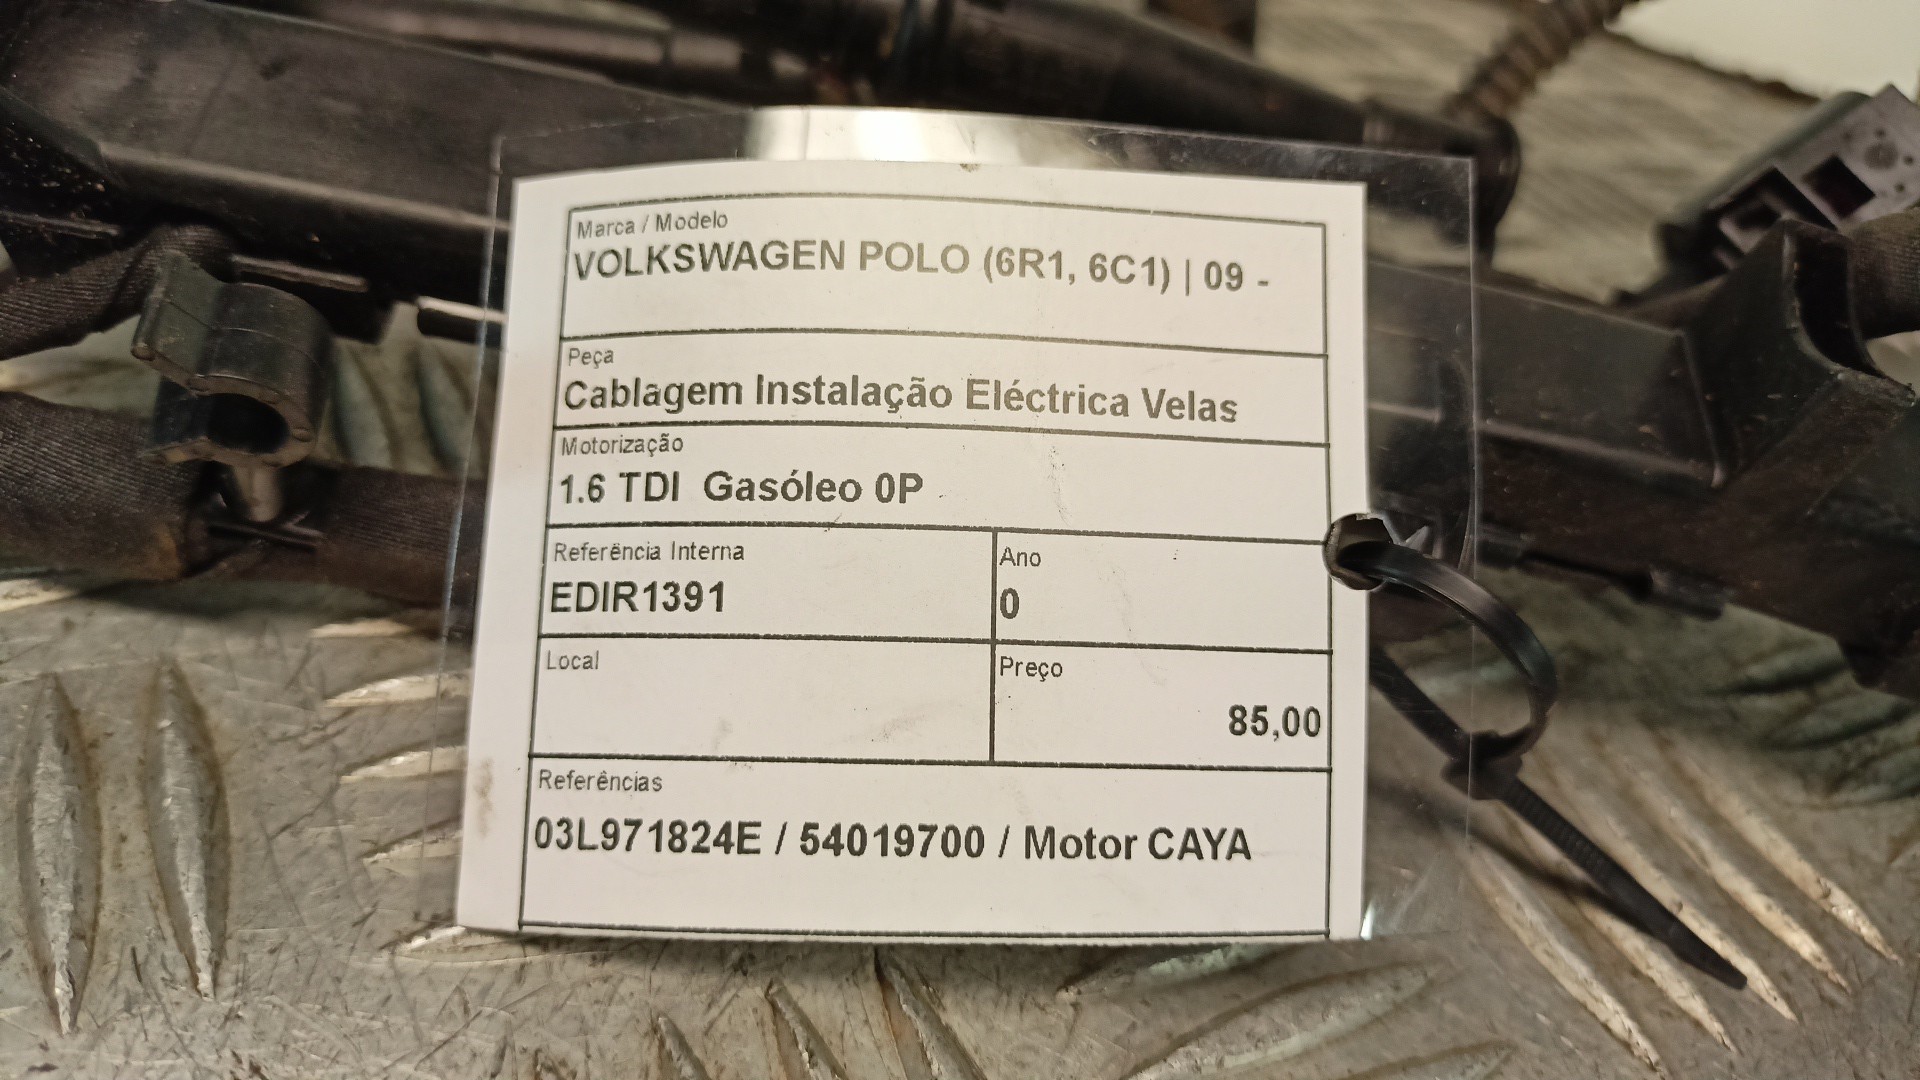 Marca / Modelo
VOLKSWAGEN POLO (6R1, 6C1) | 09 -
Peça
Cablagem Instalação Eléctrica Velas
Motorização
1.6 TDI Gasóleo 0P
Referência Interna
EDIR1391
Ano
0
Local
Preço
85,00
Referências
03L971824E / 54019700 / Motor CAYA